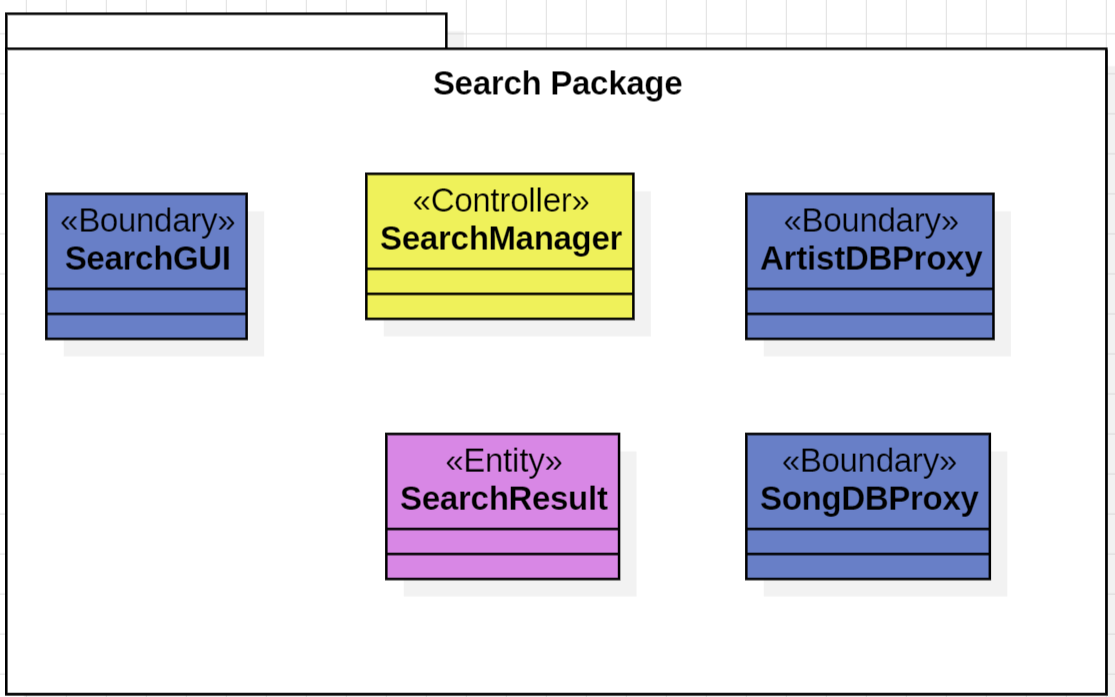 Search Package
«Boundary»
SearchGUI
«Controller»
SearchManager
«Boundary»
ArtistDBProxy
«Entity»
SearchResult
«Boundary»
SongDBProxy